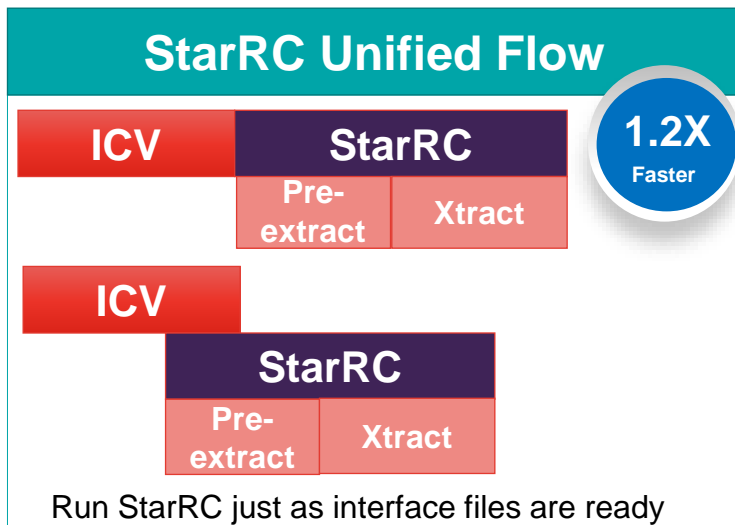 StarRC Unified Flow
1.2X
Faster
ICV
StarRC
Pre-
extract
Xtract
ICV
StarRC
Pre-
extract
Xtract
Run StarRC just as interface files are ready